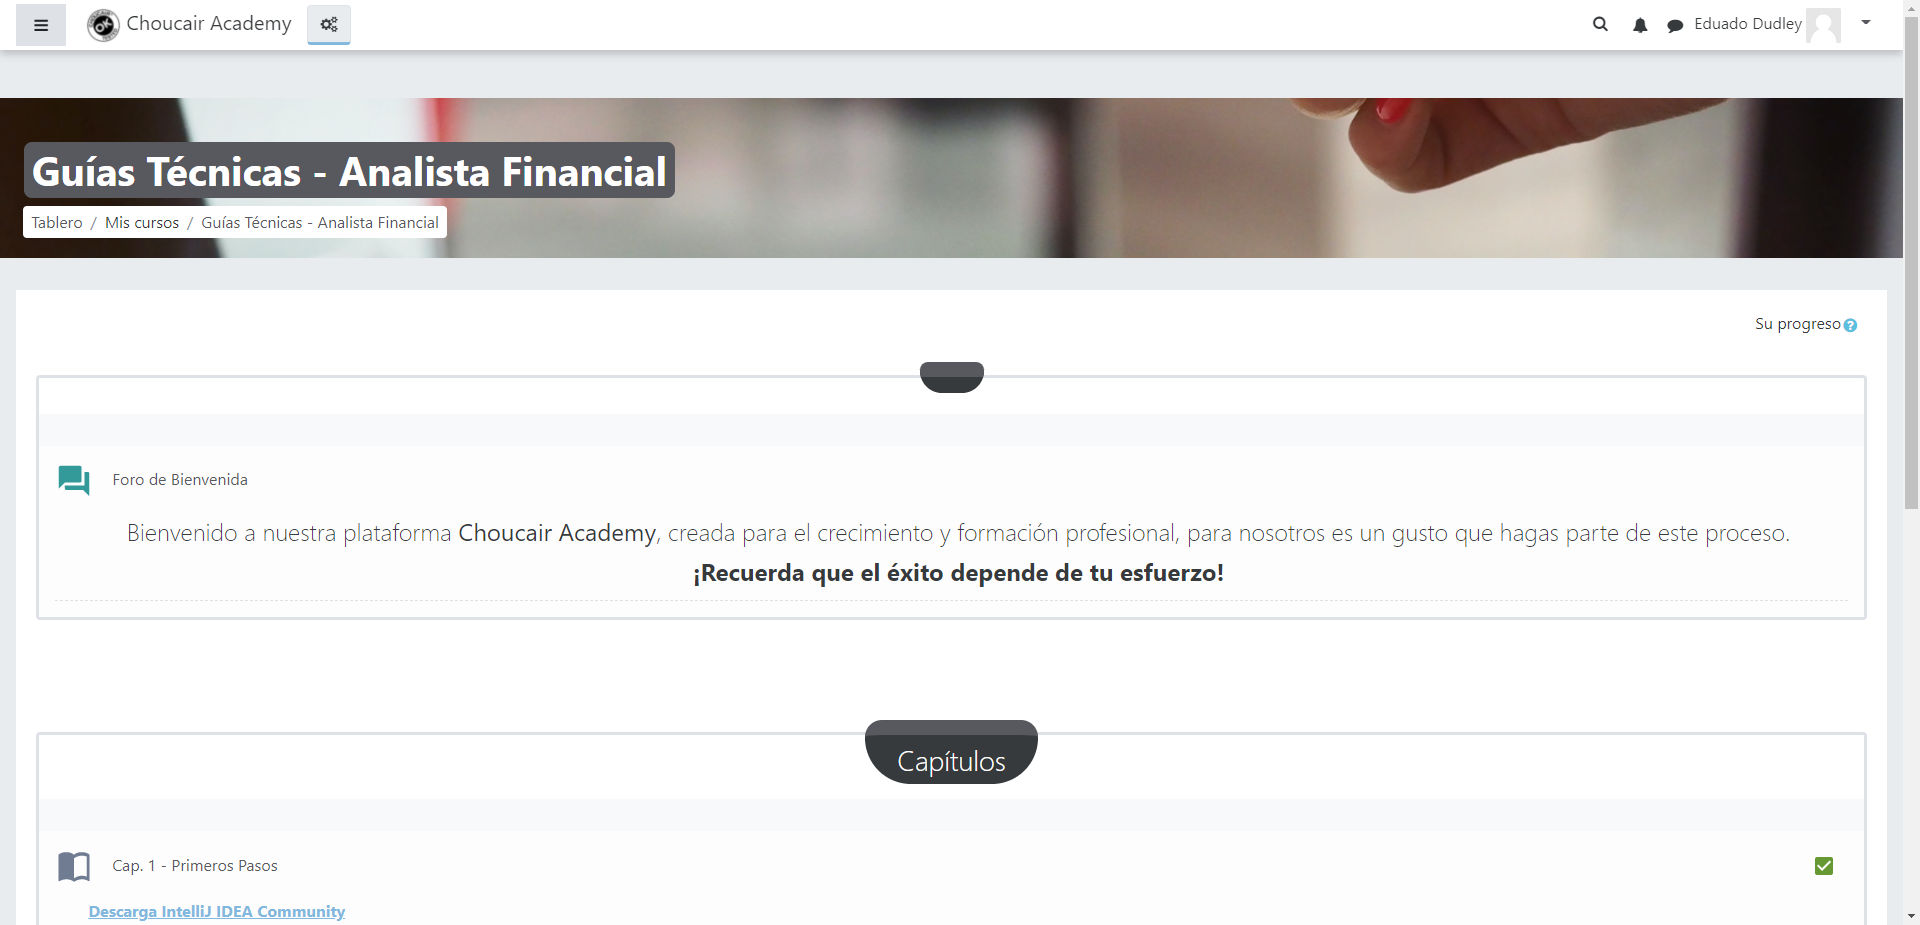 Choucair Academy
Eduado Dudley
Guías Técnicas - Analista Financial
Tablero / Mis cursos / Guías Técnicas - Analista Financial
Su progreso
Foro de Bienvenida
Bienvenido a nuestra plataforma Choucair Academy, creada para el crecimiento y formación profesional, para nosotros es un gusto que hagas parte de este proceso.
¡Recuerda que el éxito depende de tu esfuerzo!
Capítulos
Cap. 1 - Primeros Pasos
Descarga IntelliJ IDEA Community